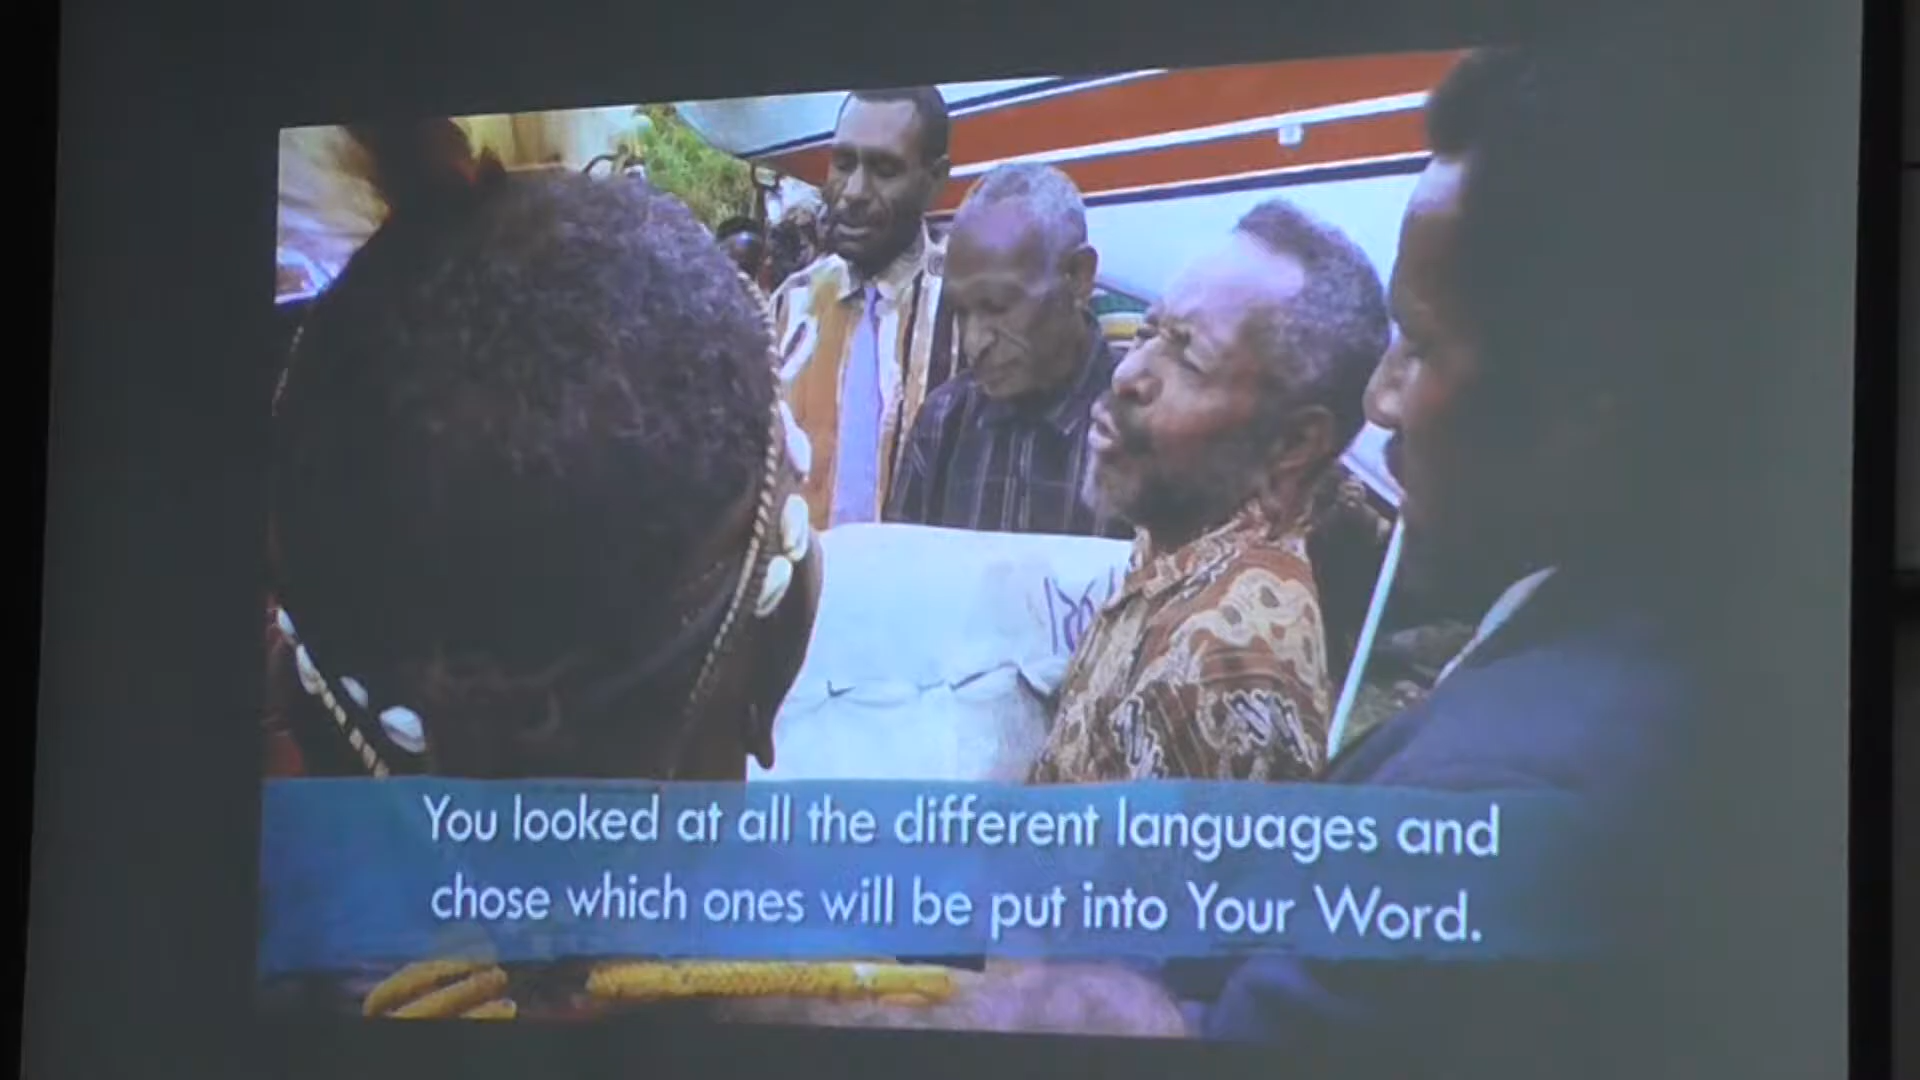 You looked at all the different languages and
chose which ones will be put into Your Word.